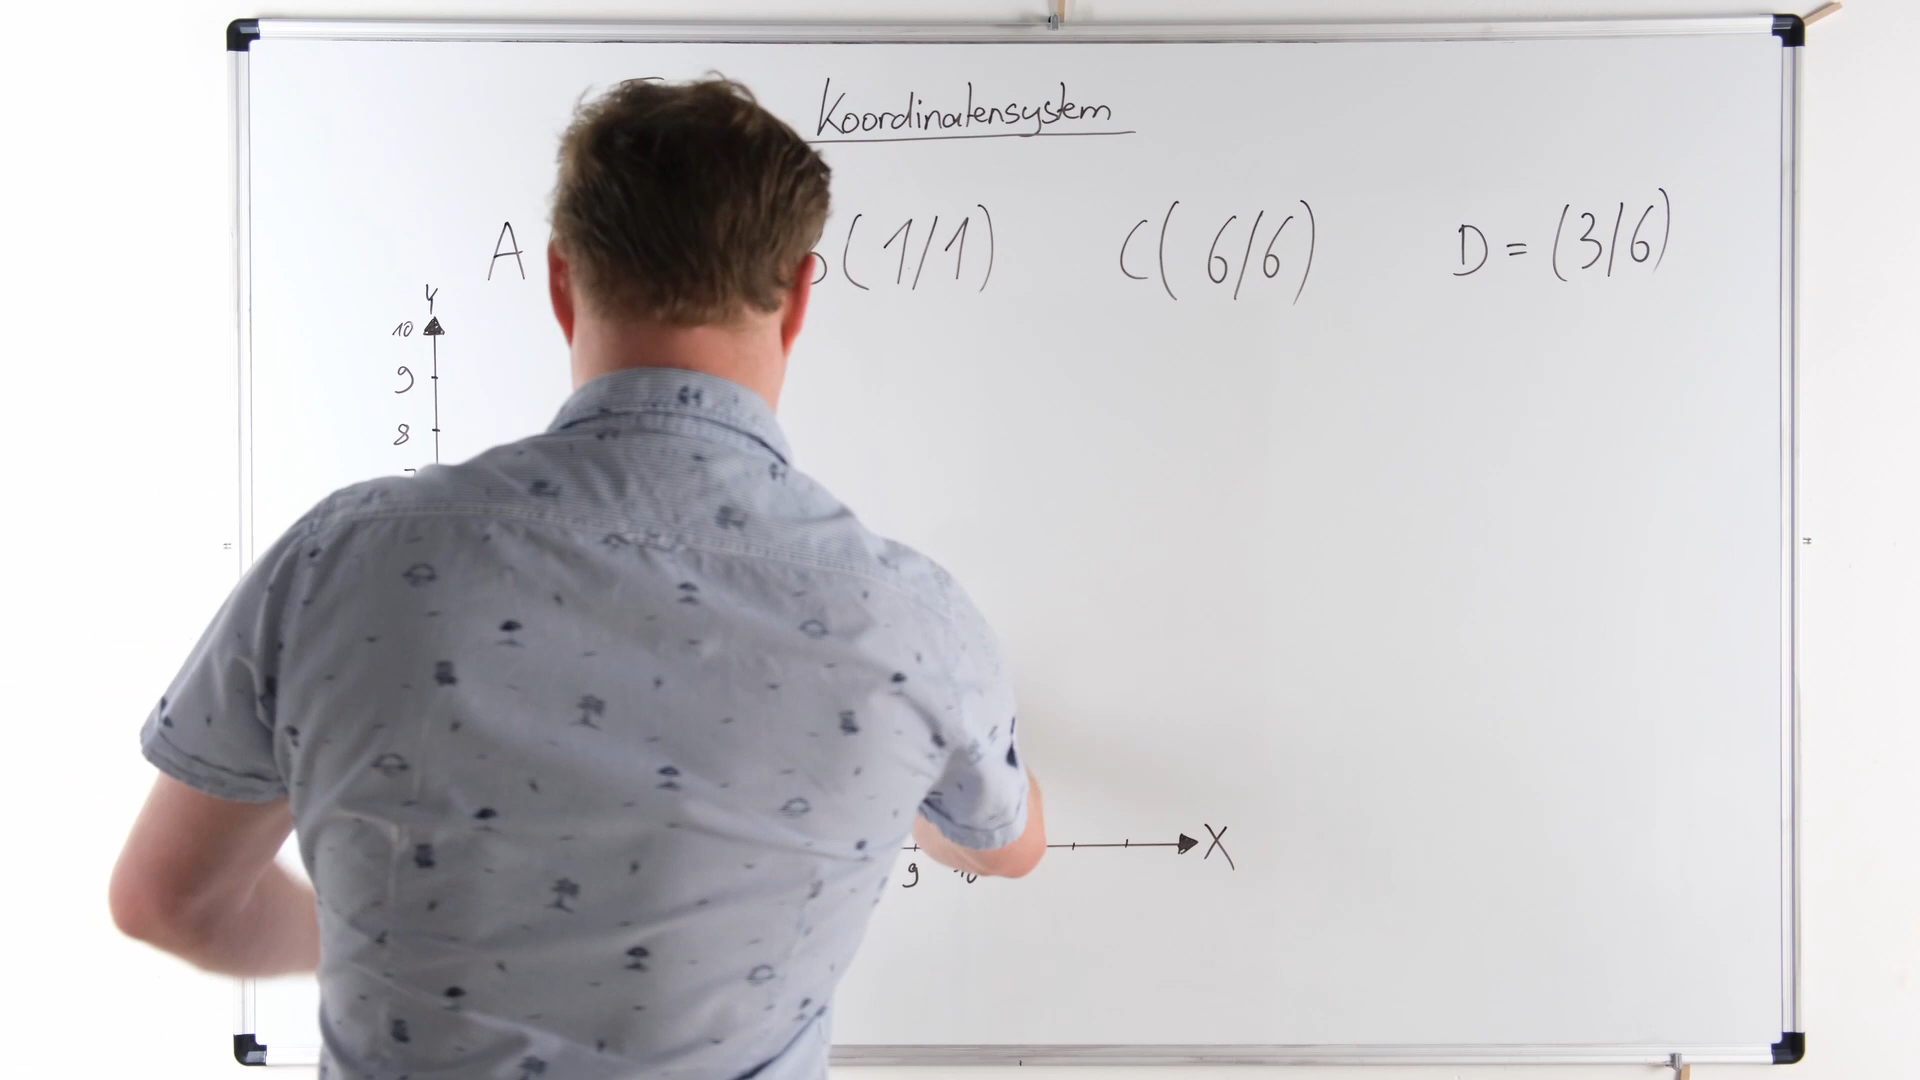 Koordinatensystem
A (1/1) C( 6/6) D = (3/6)
Y
10
9
8
X
9 10